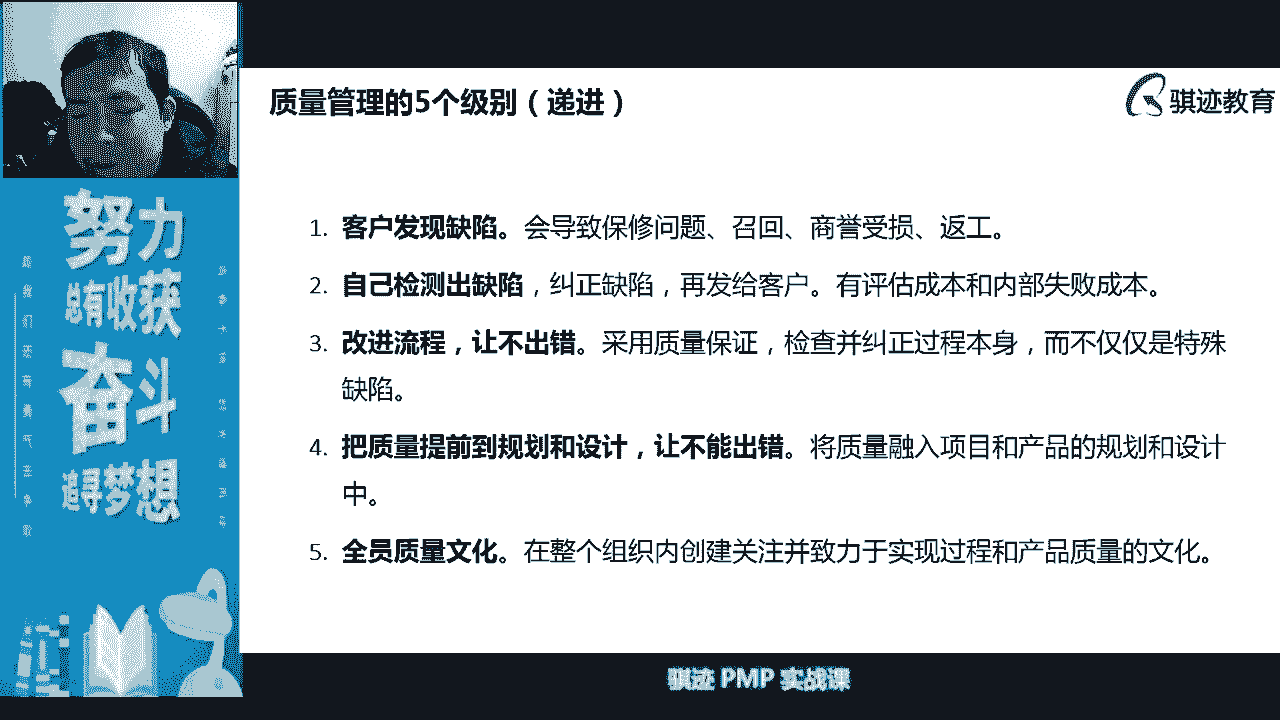 质量管理的5个级别（递进）
骐迹教育
1. 客户发现缺陷。会导致保修问题、召回、商誉受损、返工。
2. 自己检测出缺陷，纠正缺陷，再发给客户。有评估成本和内部失败成本。
3. 改进流程，让不出错。采用质量保证，检查并纠正过程本身，而不仅仅是特殊
缺陷。
4. 把质量提前到规划和设计，让不能出错。将质量融入项目和产品的规划和设计
中。
5. 全员质量文化。在整个组织内创建关注并致力于实现过程和产品质量的文化。
努力
总有收获
奋斗
追寻梦想
骐迹 PMP 实战课